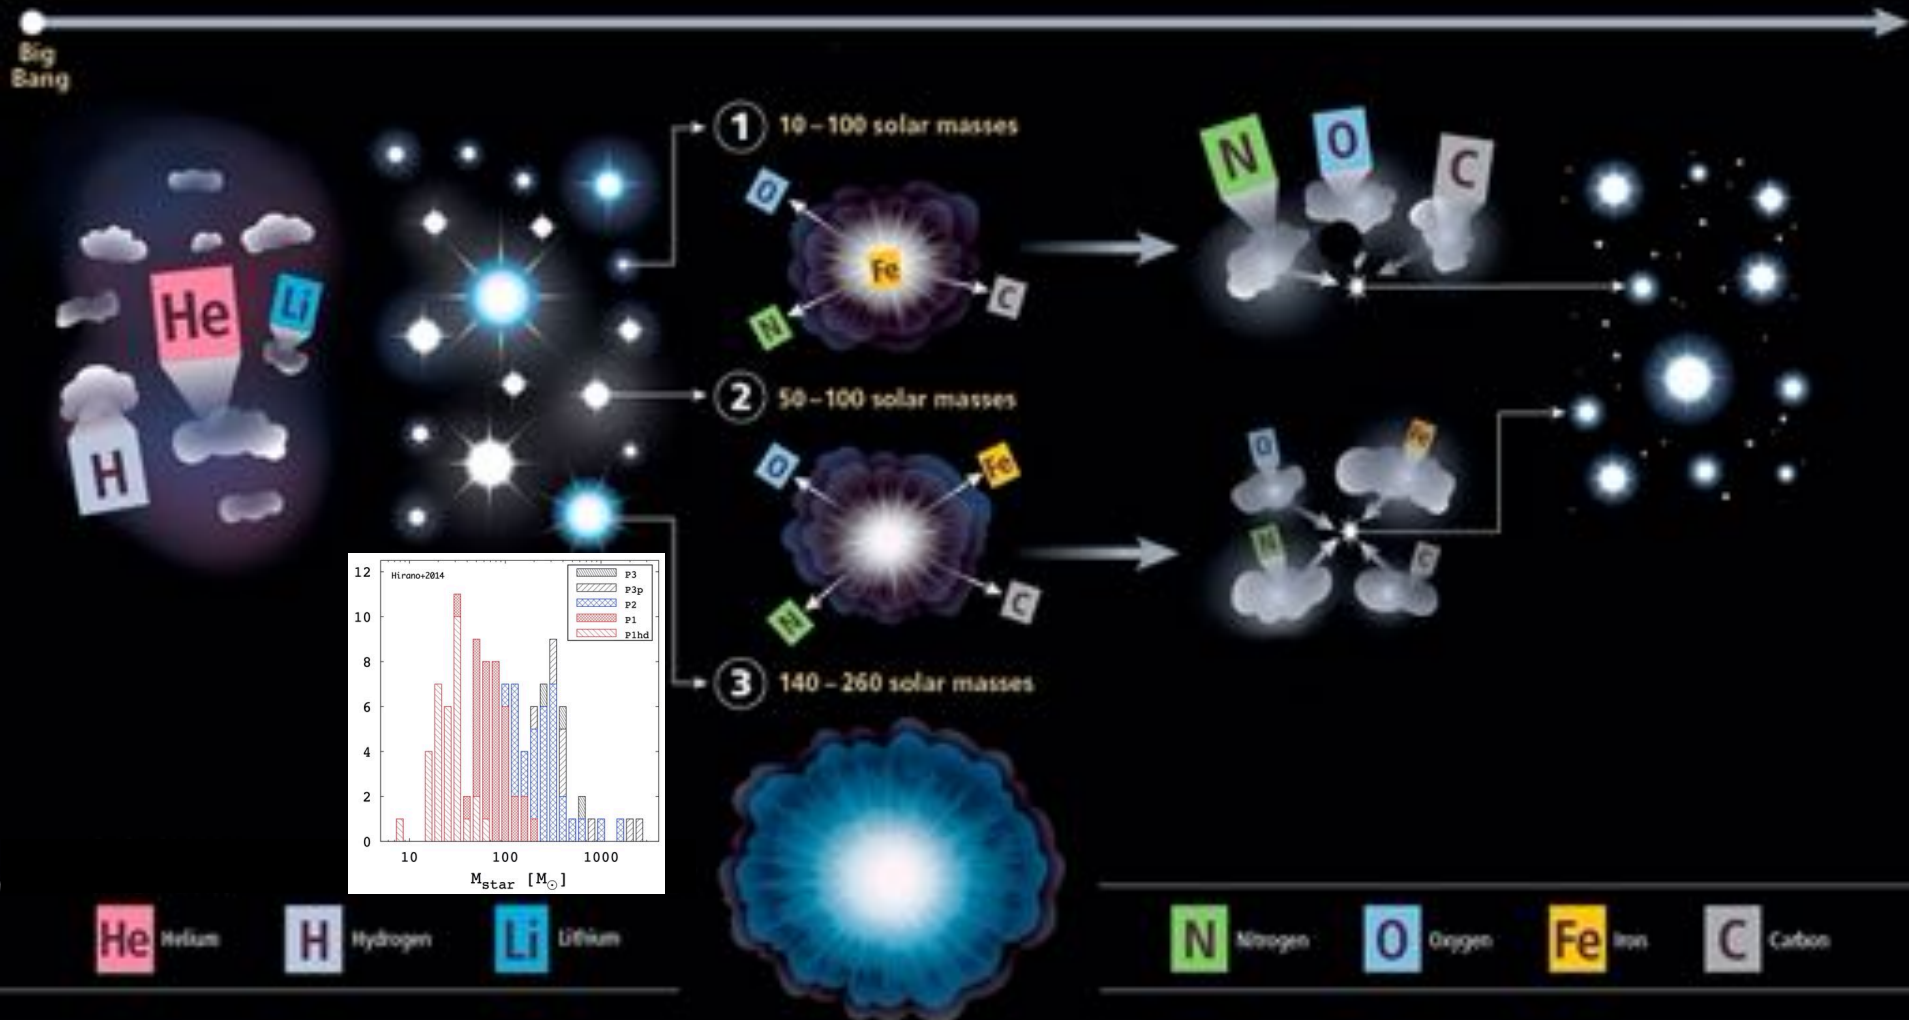 Big
Bang
He
Li
H
1 10–100 solar masses
O
Fe
N
C
2 50–100 solar masses
O
Fe
N
C
3 140–260 solar masses
N
O
C
O
Fe
N
C
Hirano+2014
P3
P3p
P2
P1
P1hd
12
10
8
6
4
2
0
10 100 1000
Mstar [M☉]
He Helium
H Hydrogen
Li Lithium
N Nitrogen
O Oxygen
Fe Iron
C Carbon